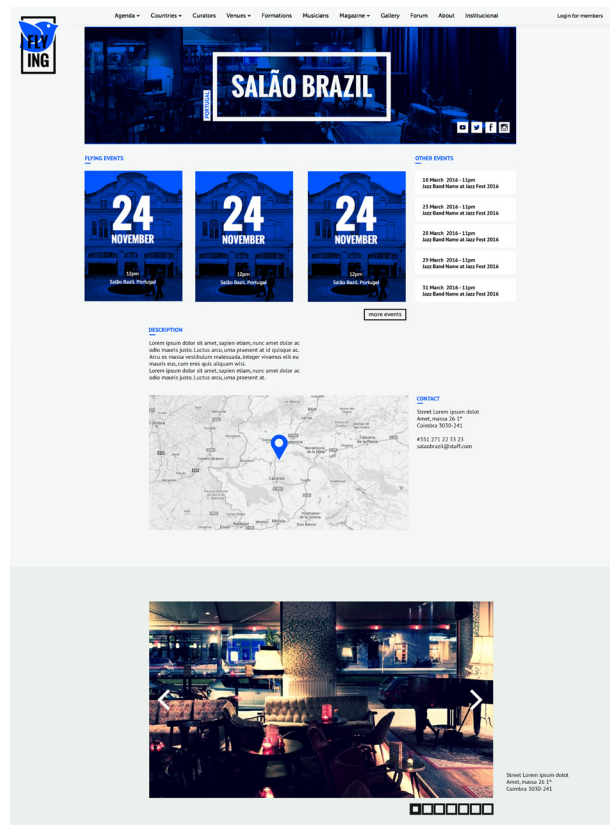 Agenda Countries Curators Venues Formations Musicians Magazine Gallery Forum About Institucional Login for members
FLY
ING
PORTUGAL
SALÃO BRAZIL
FLYING EVENTS
24
NOVEMBER
12pm
Salão Bazil, Portugal
24
NOVEMBER
12pm
Salão Bazil, Portugal
24
NOVEMBER
12pm
Salão Bazil, Portugal
more events
OTHER EVENTS
18 March 2016 - 11pm
Jazz Band Name at Jazz Fest 2016
23 March 2016 - 11pm
Jazz Band Name at Jazz Fest 2016
28 March 2016 - 11pm
Jazz Band Name at Jazz Fest 2016
29 March 2016 - 11pm
Jazz Band Name at Jazz Fest 2016
31 March 2016 - 11pm
Jazz Band Name at Jazz Fest 2016
DESCRIPTION
Lorem ipsum dolor sit amet, sapien etiam, nunc amet dolor ac
odio mauris justo. Luctus arcu, urna praesent at id quisque ac.
Arcu es massa vestibulum malesuada, integer vivamus elit eu
mauris eus, cum eres quis aliquam wisi.
Lorem ipsum dolor sit amet, sapien etiam, nunc amet dolor ac
odio mauris justo. Luctus arcu, urna praesent at.
Coimbra
Castelo Branco
Cáceres
Mérida
Badajoz
CONTACT
Street Lorem ipsum dolot
Amet, massa 26 1º
Coimbra 3030-241
#351 271 22 33 23
salaobrazil@staff.com
Street Lorem ipsum dolot
Amet, massa 26 1º
Coimbra 3030-241